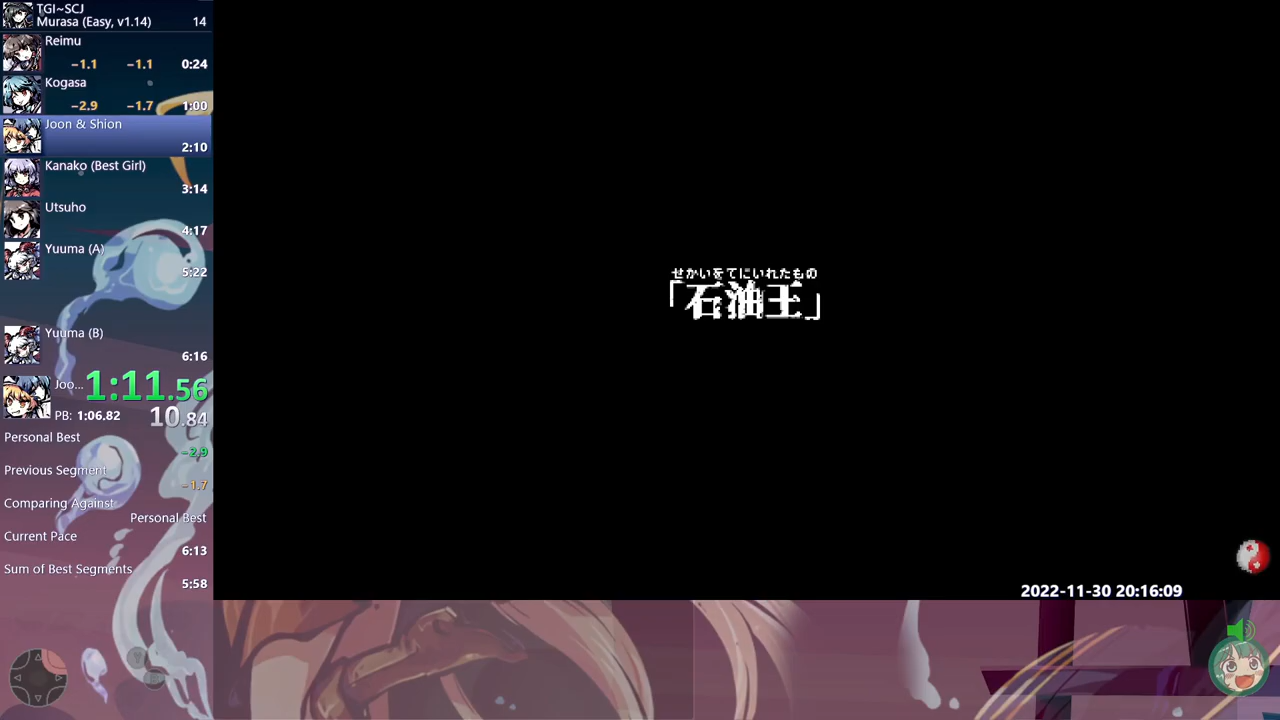 TGI~SCJ
Murasa (Easy, v1.14) 14
Reimu
−1.1 −1.1 0:24
Kogasa
−2.9 −1.7 1:00
Joon & Shion
2:10
Kanako (Best Girl)
3:14
Utsuho
4:17
Yuuma (A)
5:22
Yuuma (B)
6:16
Joo... 1:11.56
PB: 1:06.82 10.84
Personal Best
−2.9
Previous Segment
−1.7
Comparing Against
Personal Best
Current Pace
6:13
Sum of Best Segments
5:58
せかいをてにいれたもの
「石油王」
2022-11-30 20:16:09